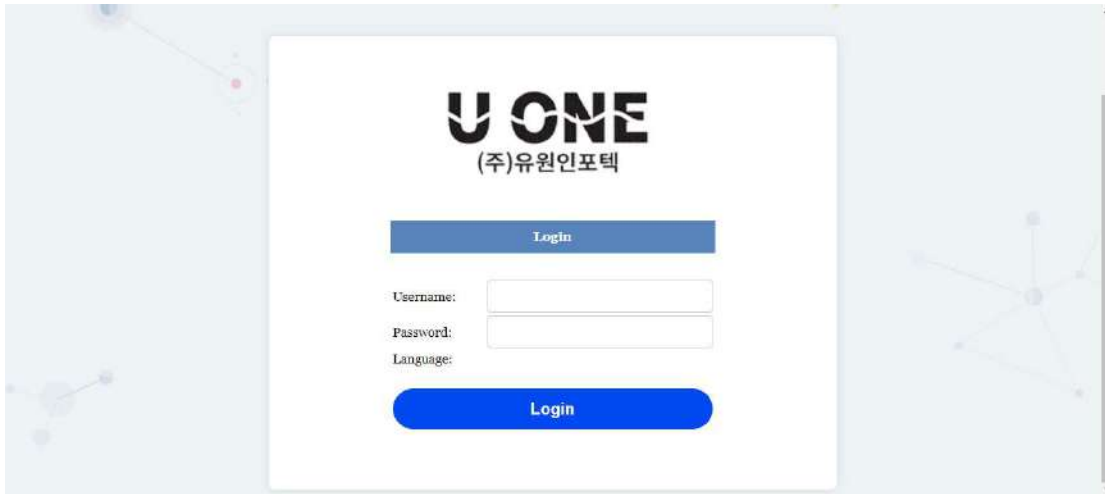 U ONE
(주)유원인포텍
Login
Username:
Password:
Language:
Login